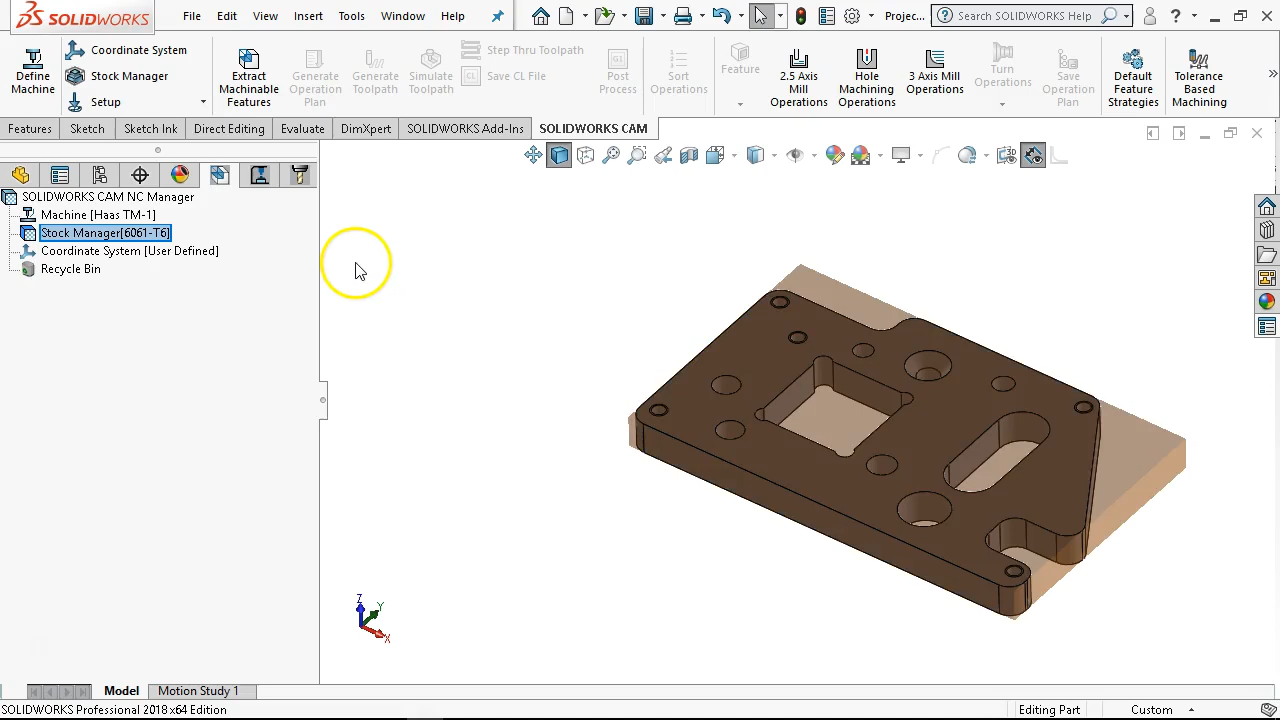 SOLIDWORKS File Edit View Insert Tools Window Help Projec... Search SOLIDWORKS Help
Define Machine
Coordinate System
Stock Manager
Setup
Extract Machinable Features
Generate Operation Plan
Generate Toolpath
Simulate Toolpath
Step Thru Toolpath
Save CL File
G1
CL
Post Process
Sort Operations
Feature
2.5 Axis Mill Operations
Hole Machining Operations
3 Axis Mill Operations
Turn Operations
Save Operation Plan
Default Feature Strategies
Tolerance Based Machining
Features Sketch Sketch Ink Direct Editing Evaluate DimXpert SOLIDWORKS Add-Ins SOLIDWORKS CAM
SOLIDWORKS CAM NC Manager
Machine [Haas TM-1]
Stock Manager[6061-T6]
Coordinate System [User Defined]
Recycle Bin
Z
Y
X
Model Motion Study 1
SOLIDWORKS Professional 2018 x64 Edition Editing Part Custom